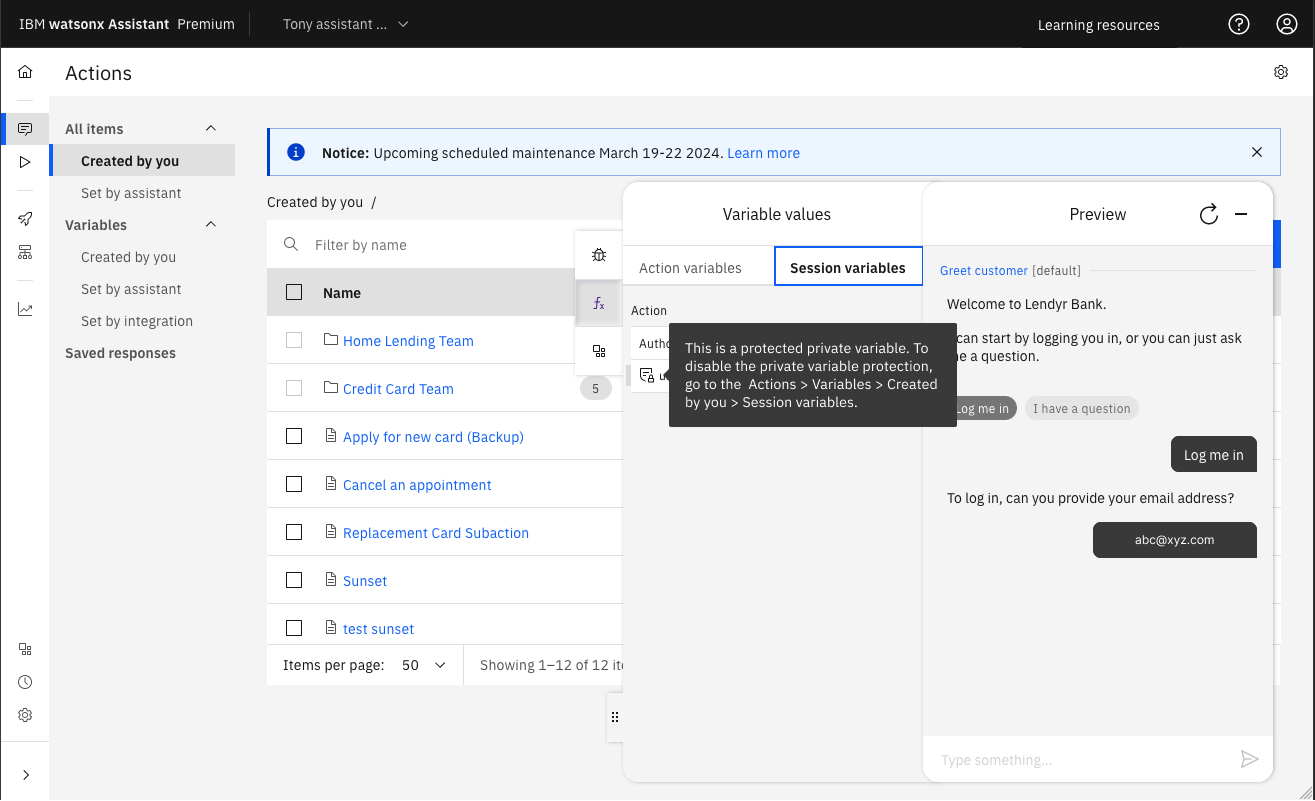 IBM watsonx Assistant Premium
Tony assistant ...
Learning resources
Actions
All items
Created by you
Set by assistant
Variables
Created by you
Set by assistant
Set by integration
Saved responses
Notice: Upcoming scheduled maintenance March 19-22 2024. Learn more
Created by you /
Filter by name
Name
Home Lending Team
Credit Card Team
5
Apply for new card (Backup)
Cancel an appointment
Replacement Card Subaction
Sunset
test sunset
Items per page: 50
Showing 1–12 of 12
Variable values
Action variables
Session variables
Action
This is a protected private variable. To
disable the private variable protection,
go to the Actions > Variables > Created
by you > Session variables.
Preview
Greet customer [default]
Welcome to Lendyr Bank.
can start by logging you in, or you can just ask
a question.
Log me in
I have a question
Log me in
To log in, can you provide your email address?
abc@xyz.com
Type something...